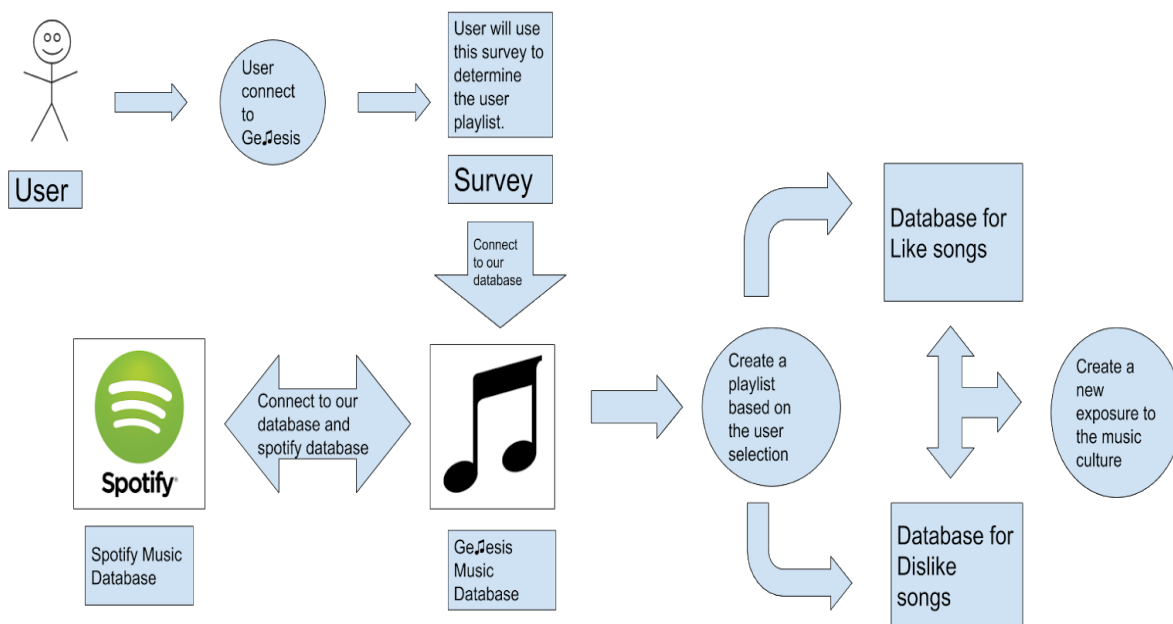 User
User
connect
to
Ge♫esis
User will use
this survey to
determine
the user
playlist.
Survey
Connect
to our
database
Spotify
Spotify Music
Database
Connect to our
database and
spotify database
Ge♫esis
Music
Database
Create a
playlist
based on
the user
selection
Database for
Like songs
Database for
Dislike
songs
Create a
new
exposure to
the music
culture